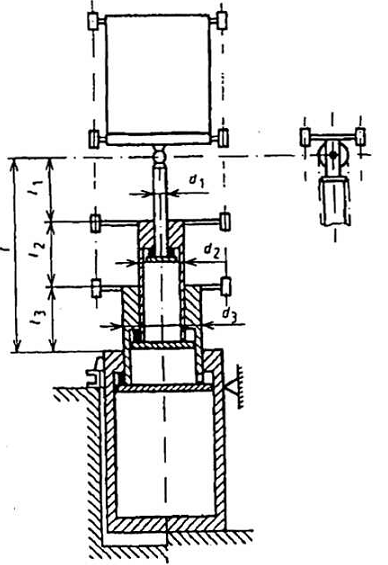 l₁
d₁
l₂
d₂
l₃
d₃